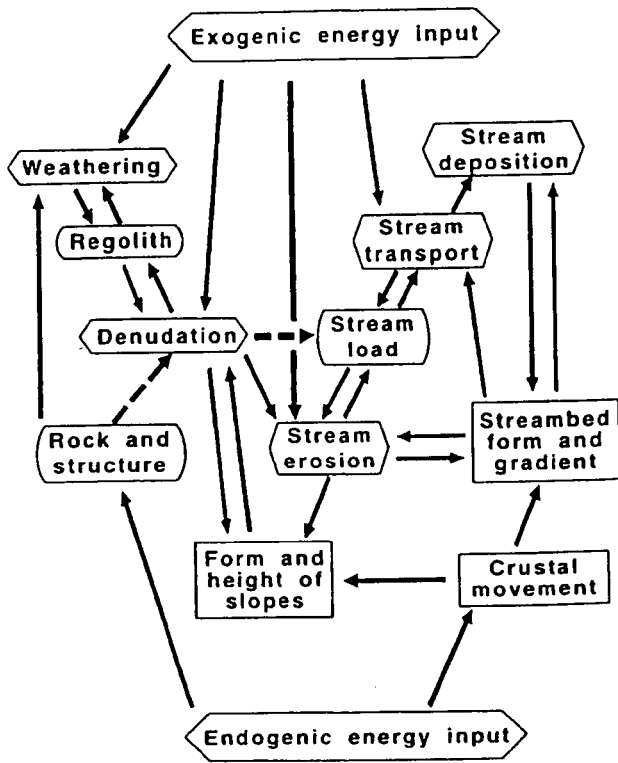 Exogenic energy input
Stream
deposition
Weathering
Regolith
Stream
transport
Denudation
Stream
load
Rock and
structure
Stream
erosion
Streambed
form and
gradient
Form and
height of
slopes
Crustal
movement
Endogenic energy input